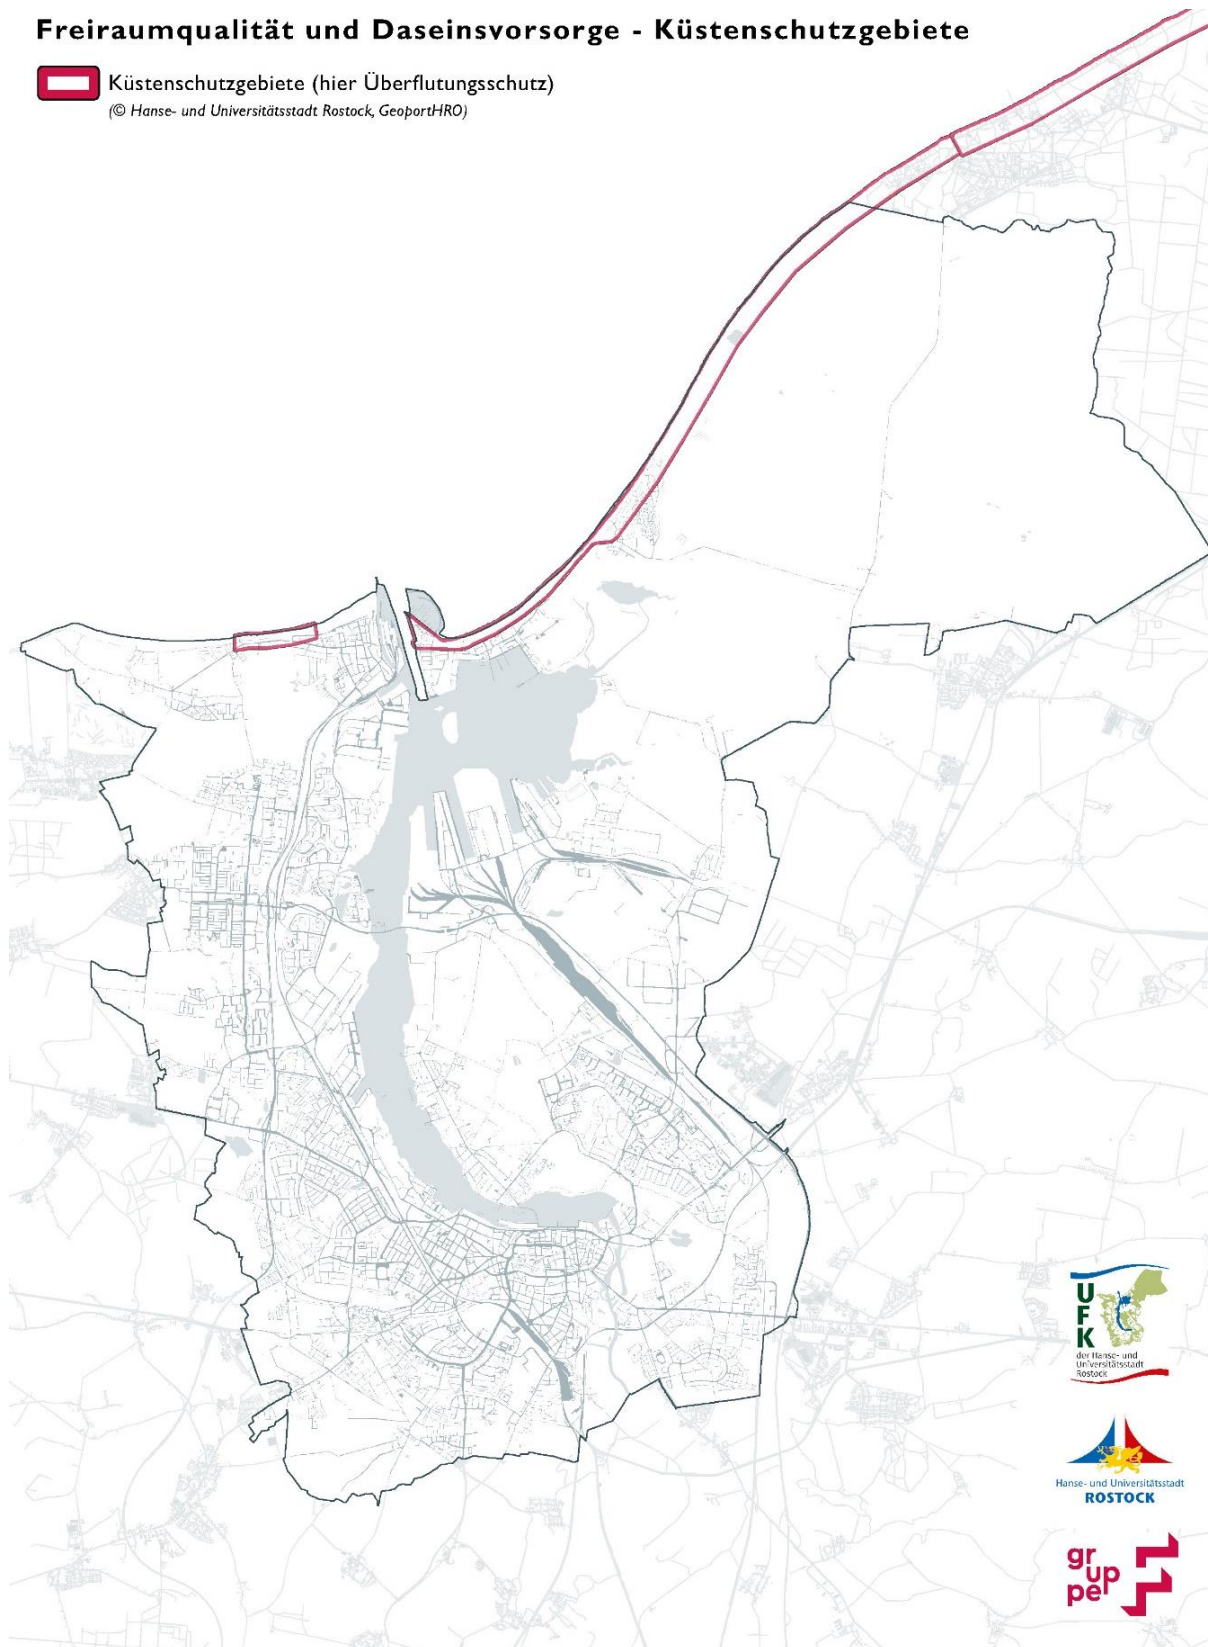 Freiraumqualität und Daseinsvorsorge - Küstenschutzgebiete
Küstenschutzgebiete (hier Überflutungsschutz)
(© Hanse- und Universitätsstadt Rostock, GeoportHRO)
U
F
K
der Hanse- und
Universitätsstadt
Rostock
Hanse- und Universitätsstadt
ROSTOCK
gr
up
pe
F